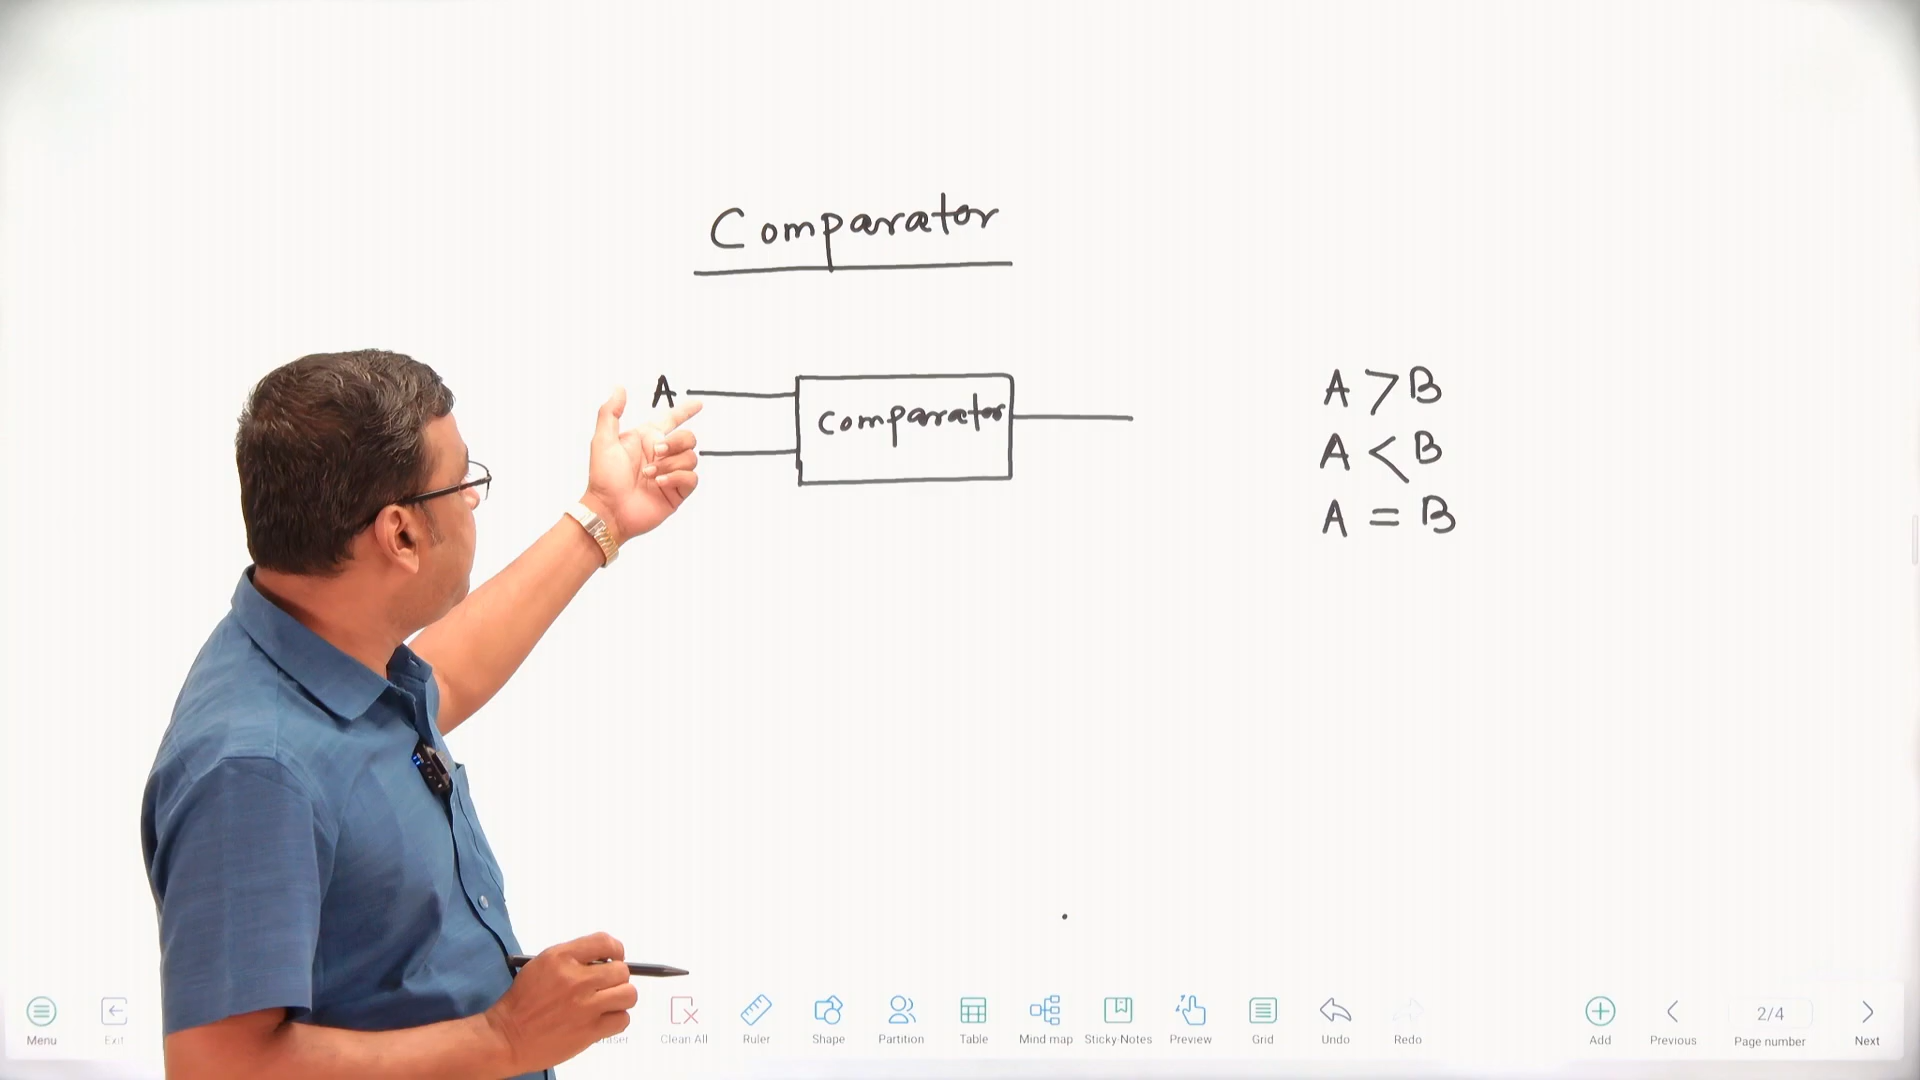 Comparator
A
Comparator
A > B
A < B
A = B
Menu
Exit
Clean All
Ruler
Shape
Partition
Table
Mind map
Sticky-Notes
Preview
Grid
Undo
Redo
Add
Previous
2/4
Page number
Next